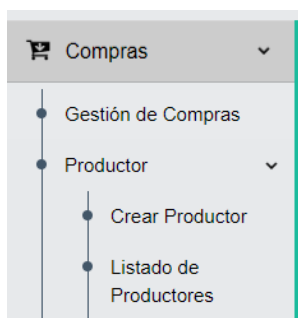 Compras
Gestión de Compras
Productor
Crear Productor
Listado de
Productores